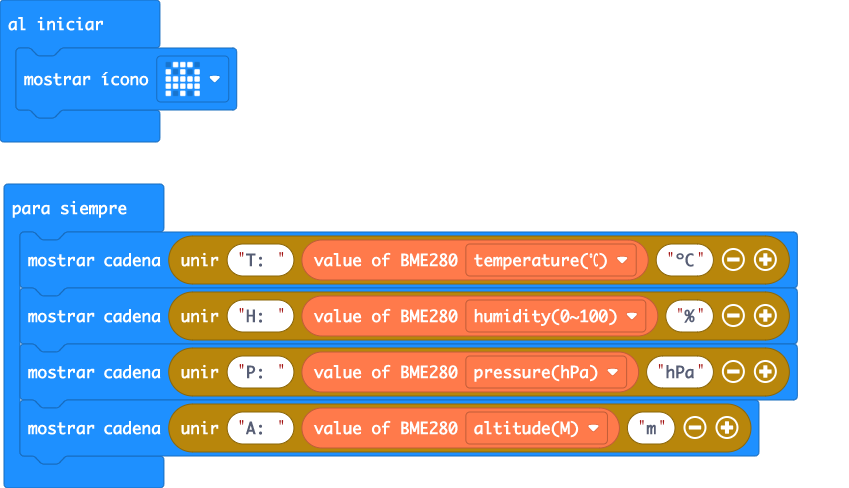 al iniciar
mostrar ícono
para siempre
mostrar cadena unir "T: " value of BME280 temperature(℃) "ºC"
mostrar cadena unir "H: " value of BME280 humidity(0~100) "%"
mostrar cadena unir "P: " value of BME280 pressure(hPa) "hPa"
mostrar cadena unir "A: " value of BME280 altitude(M) "m"